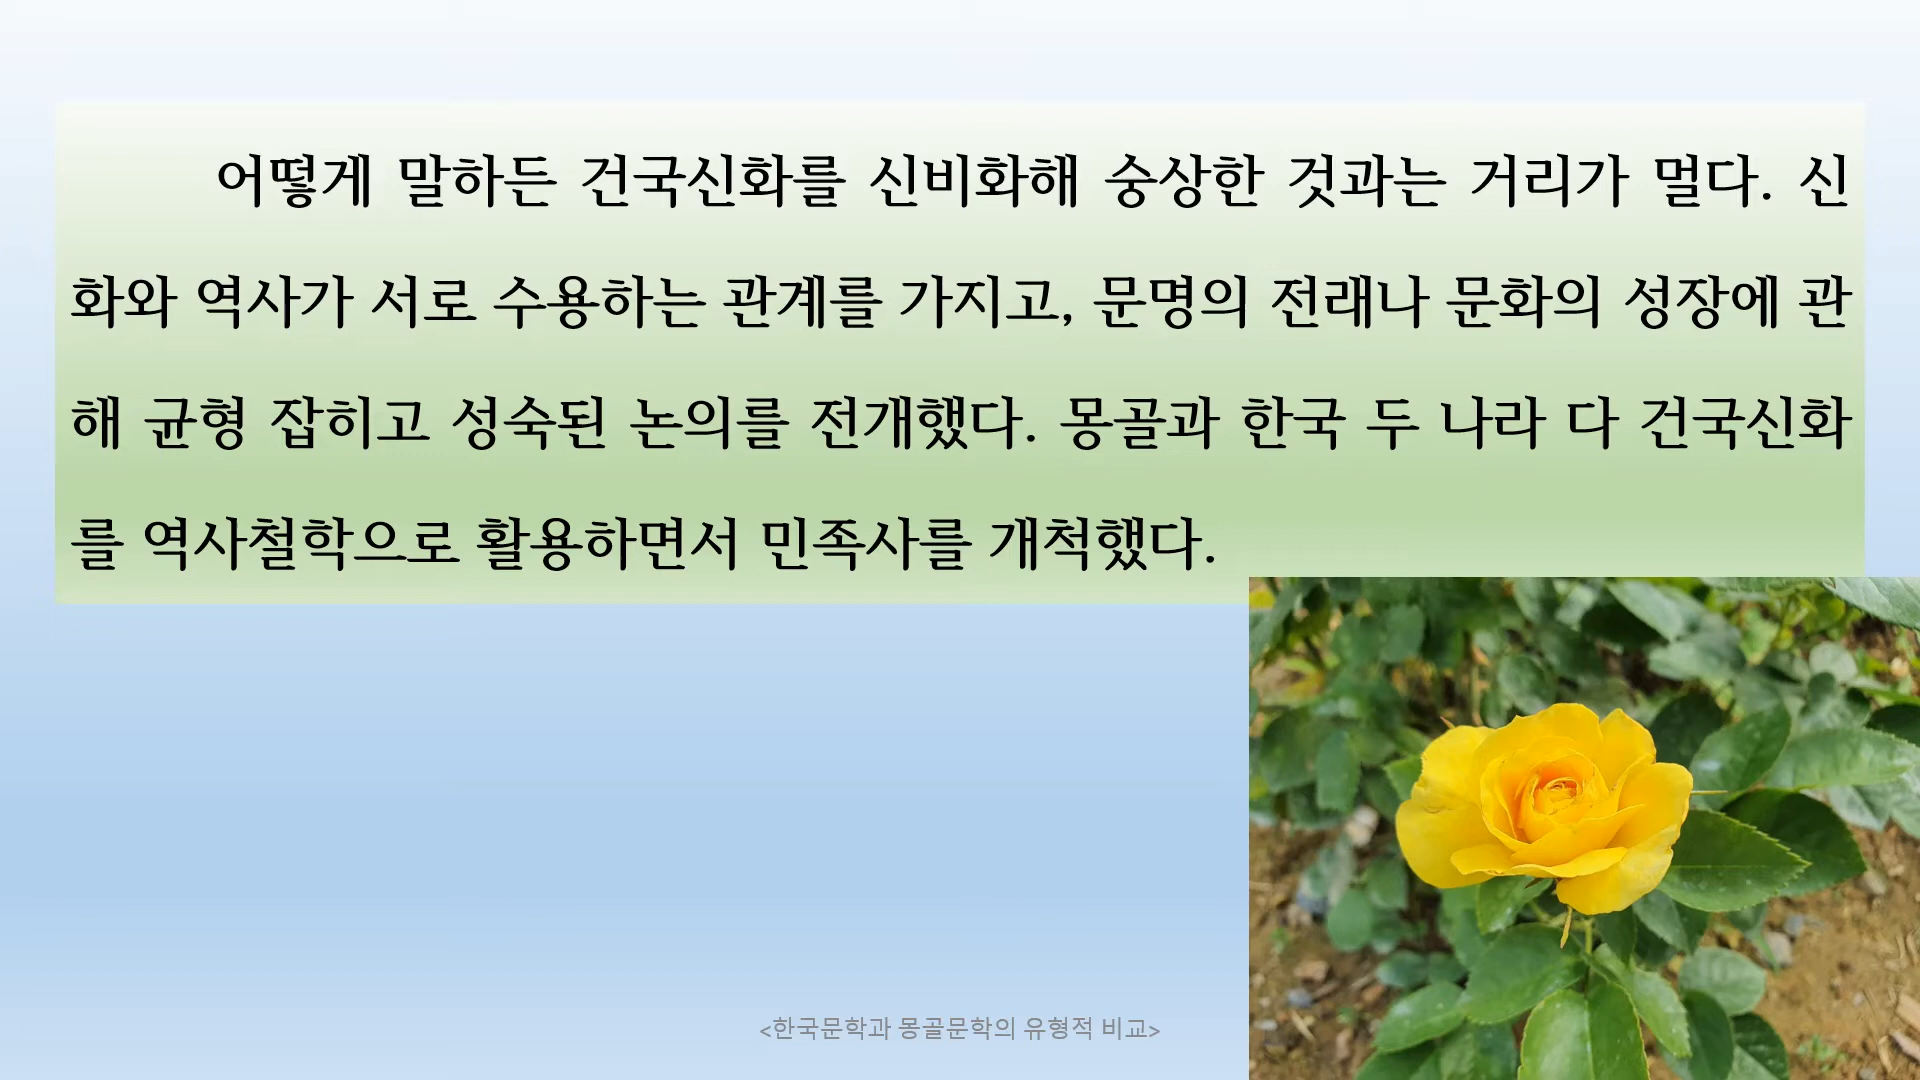 어떻게 말하든 건국신화를 신비화해 숭상한 것과는 거리가 멀다. 신
화와 역사가 서로 수용하는 관계를 가지고, 문명의 전래나 문화의 성장에 관
해 균형 잡히고 성숙된 논의를 전개했다. 몽골과 한국 두 나라 다 건국신화
를 역사철학으로 활용하면서 민족사를 개척했다.
<한국문학과 몽골문학의 유형적 비교>